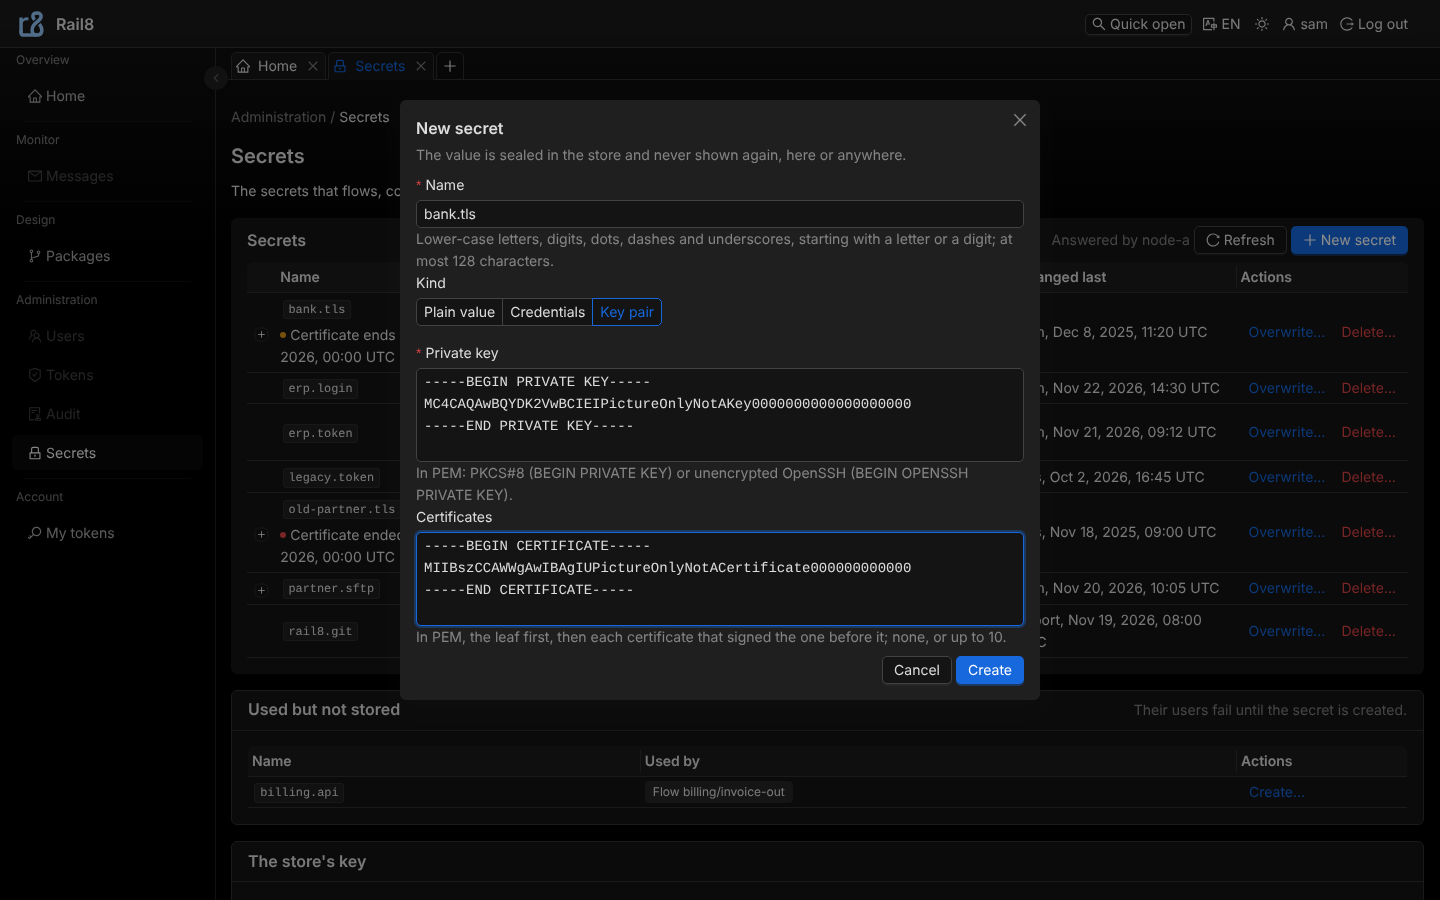 Rail8
Quick open
EN
sam
Log out
Overview
Home
Monitor
Messages
Design
Packages
Administration
Users
Tokens
Audit
Secrets
Account
My tokens
Home
Secrets
Administration / Secrets
Secrets
The secrets that flows, co
Secrets
Answered by node-a
Refresh
New secret
Name
anged last
Actions
bank.tls
Certificate ends
2026, 00:00 UTC
n, Dec 8, 2025, 11:20 UTC
Overwrite...
Delete...
erp.login
n, Nov 22, 2026, 14:30 UTC
Overwrite...
Delete...
erp.token
n, Nov 21, 2026, 09:12 UTC
Overwrite...
Delete...
legacy.token
s, Oct 2, 2026, 16:45 UTC
Overwrite...
Delete...
old-partner.tls
Certificate ended
2026, 00:00 UTC
s, Nov 18, 2025, 09:00 UTC
Overwrite...
Delete...
partner.sftp
n, Nov 20, 2026, 10:05 UTC
Overwrite...
Delete...
rail8.git
port, Nov 19, 2026, 08:00
C
Overwrite...
Delete...
New secret
The value is sealed in the store and never shown again, here or anywhere.
* Name
bank.tls
Lower-case letters, digits, dots, dashes and underscores, starting with a letter or a digit; at
most 128 characters.
Kind
Plain value
Credentials
Key pair
* Private key
-----BEGIN PRIVATE KEY-----
MC4CAQAwBQYDK2VwBCIEIPictureOnlyNotAKey0000000000000000000
-----END PRIVATE KEY-----
In PEM: PKCS#8 (BEGIN PRIVATE KEY) or unencrypted OpenSSH (BEGIN OPENSSH
PRIVATE KEY).
Certificates
-----BEGIN CERTIFICATE-----
MIIBszCCAWWgAwIBAgIUPictureOnlyNotACertificate000000000000
-----END CERTIFICATE-----
In PEM, the leaf first, then each certificate that signed the one before it; none, or up to 10.
Cancel
Create
Used but not stored
Their users fail until the secret is created.
Name
Used by
Actions
billing.api
Flow billing/invoice-out
Create...
The store's key